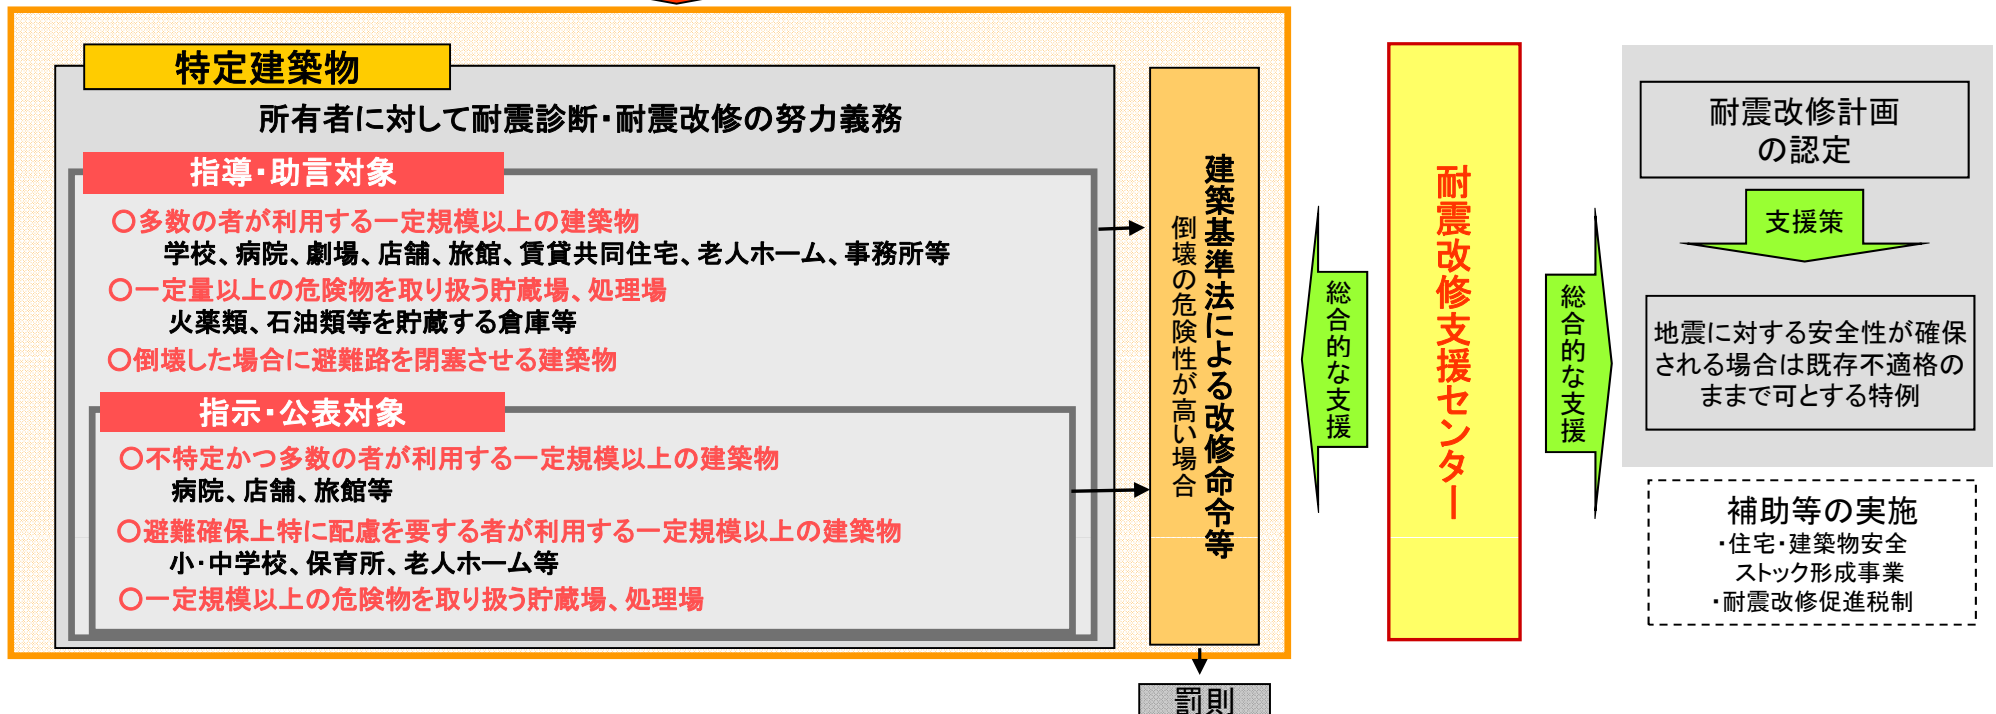 特定建築物
所有者に対して耐震診断・耐震改修の努力義務
指導・助言対象
○多数の者が利用する一定規模以上の建築物
学校、病院、劇場、店舗、旅館、賃貸共同住宅、老人ホーム、事務所等
○一定量以上の危険物を取り扱う貯蔵場、処理場
火薬類、石油類等を貯蔵する倉庫等
○倒壊した場合に避難路を閉塞させる建築物
指示・公表対象
○不特定かつ多数の者が利用する一定規模以上の建築物
病院、店舗、旅館等
○避難確保上特に配慮を要する者が利用する一定規模以上の建築物
小・中学校、保育所、老人ホーム等
○一定規模以上の危険物を取り扱う貯蔵場、処理場
建築基準法による改修命令等
倒壊の危険性が高い場合
罰則
総合的な支援
耐震改修支援センター
総合的な支援
耐震改修計画
の認定
支援策
地震に対する安全性が確保
される場合は既存不適格の
ままで可とする特例
補助等の実施
・住宅・建築物安全
ストック形成事業
・耐震改修促進税制